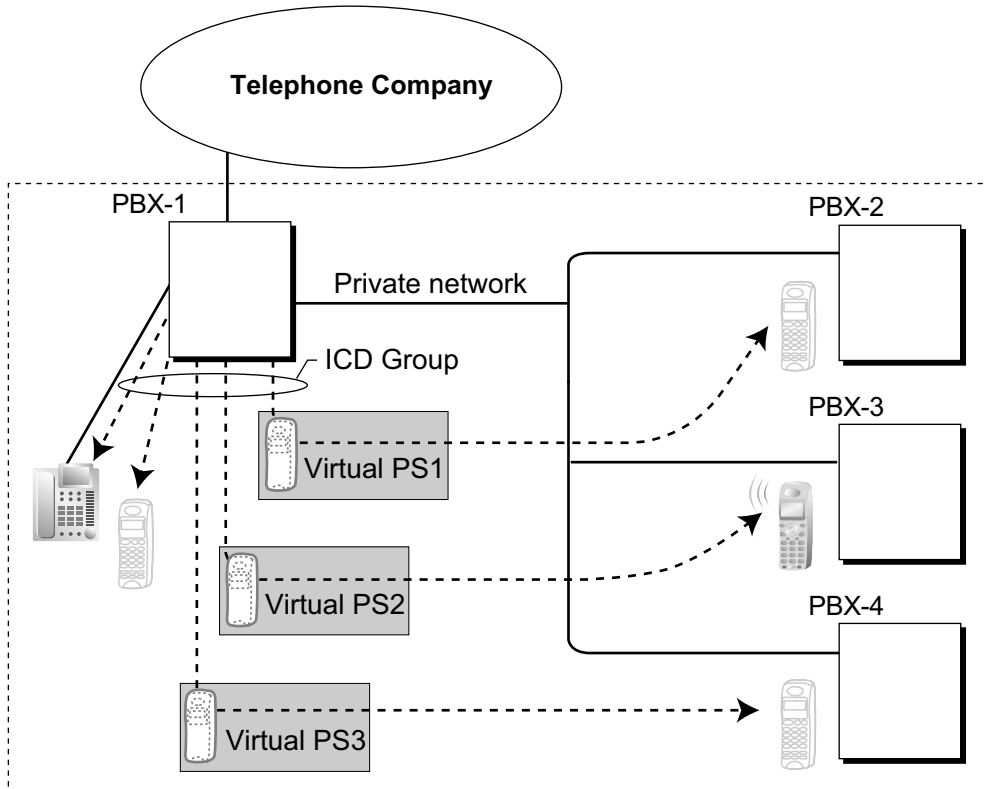 Telephone Company
PBX-1
PBX-2
Private network
ICD Group
PBX-3
Virtual PS1
Virtual PS2
PBX-4
Virtual PS3